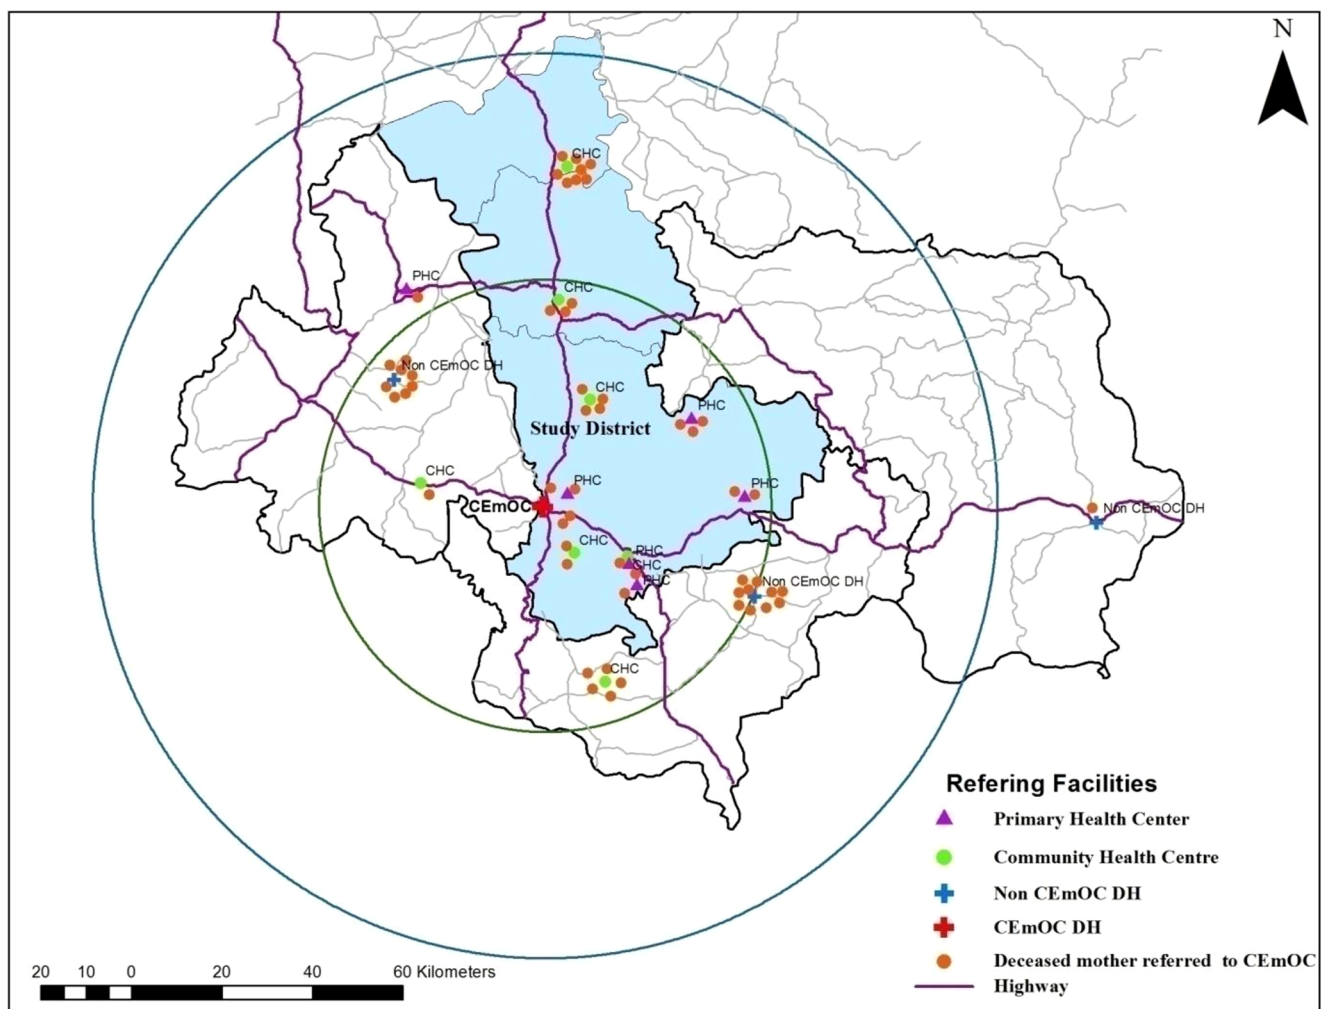 N
CHC
PHC
CHC
Non CEmOC DH
CHC
PHC
Study District
CHC
PHC
PHC
CEmOC
Non CEmOC DH
CHC
PHC
CHC
PHC
Non CEmOC DH
CHC
Refering Facilities
Primary Health Center
Community Health Centre
Non CEmOC DH
CEmOC DH
Deceased mother referred to CEmOC
Highway
20 10 0 20 40 60 Kilometers